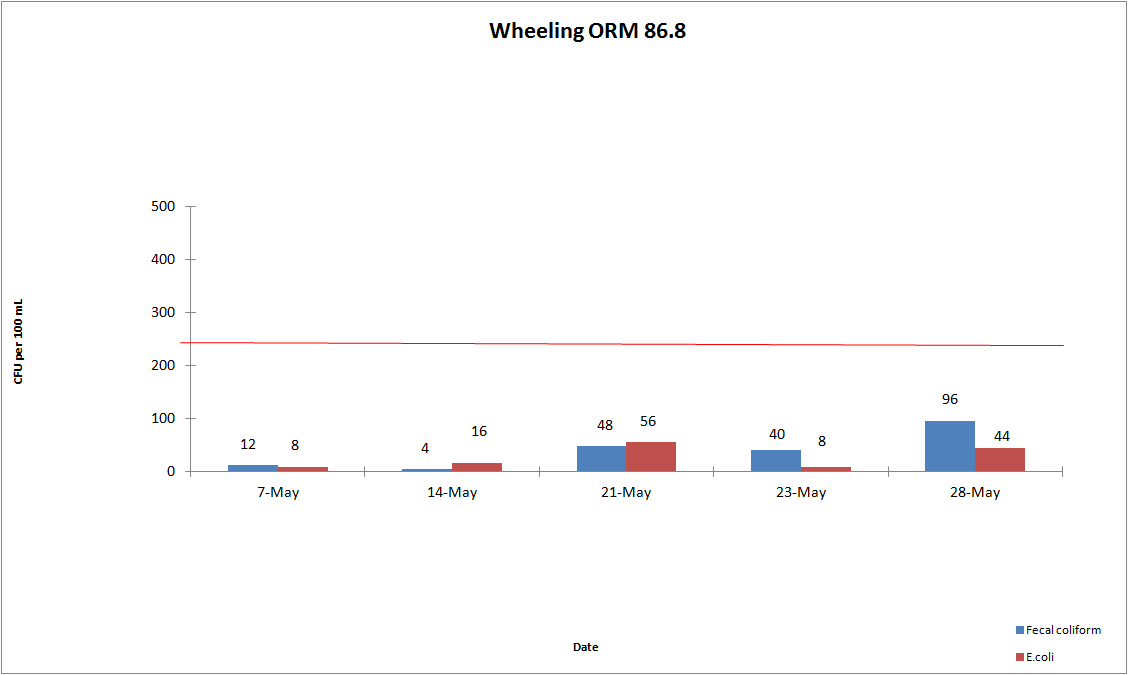 Wheeling ORM 86.8
CFU per 100 mL
500
400
300
200
100
0
12
8
4
16
48
56
40
8
96
44
7-May
14-May
21-May
23-May
28-May
Date
Fecal coliform
E.coli